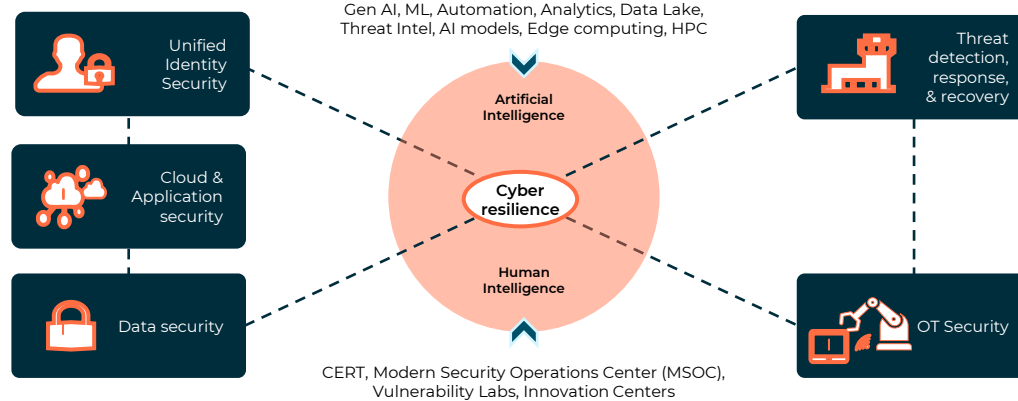 Gen AI, ML, Automation, Analytics, Data Lake,
Threat Intel, AI models, Edge computing, HPC
Unified
Identity
Security
Cloud &
Application
security
Data security
Artificial
Intelligence
Cyber
resilience
Human
Intelligence
Threat
detection,
response,
& recovery
OT Security
CERT, Modern Security Operations Center (MSOC),
Vulnerability Labs, Innovation Centers